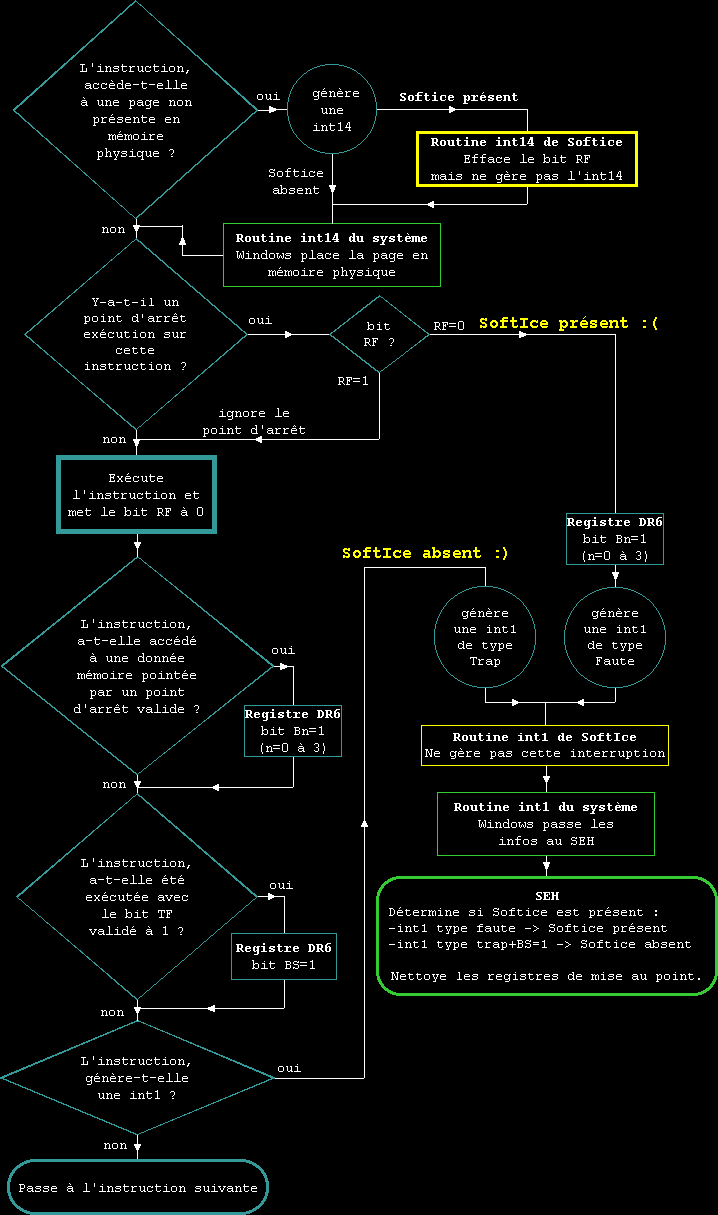 L'instruction,
accède-t-elle
à une page non
présente en
mémoire
physique ?
oui
génère
une
int14
Softice présent
Routine int14 de Softice
Efface le bit RF
mais ne gère pas l'int14
Softice
absent
non
Routine int14 du système
Windows place la page en
mémoire physique
Y-a-t-il un
point d'arrêt
exécution sur
cette
instruction ?
oui
bit
RF ?
RF=0
SoftIce présent :(
RF=1
ignore le
point d'arrêt
non
Exécute
l'instruction et
met le bit RF à 0
Registre DR6
bit Bn=1
(n=0 à 3)
SoftIce absent :)
L'instruction,
a-t-elle accédé
à une donnée
mémoire pointée
par un point
d'arrêt valide ?
oui
génère
une int1
de type
Trap
génère
une int1
de type
Faute
Registre DR6
bit Bn=1
(n=0 à 3)
Routine int1 de SoftIce
Ne gère pas cette interruption
non
Routine int1 du système
Windows passe les
infos au SEH
L'instruction,
a-t-elle été
exécutée avec
le bit TF
validé à 1 ?
oui
SEH
Détermine si Softice est présent :
-int1 type faute -> Softice présent
-int1 type trap+BS=1 -> Softice absent
Nettoye les registres de mise au point.
Registre DR6
bit BS=1
non
L'instruction,
génère-t-elle
une int1 ?
oui
non
Passe à l'instruction suivante